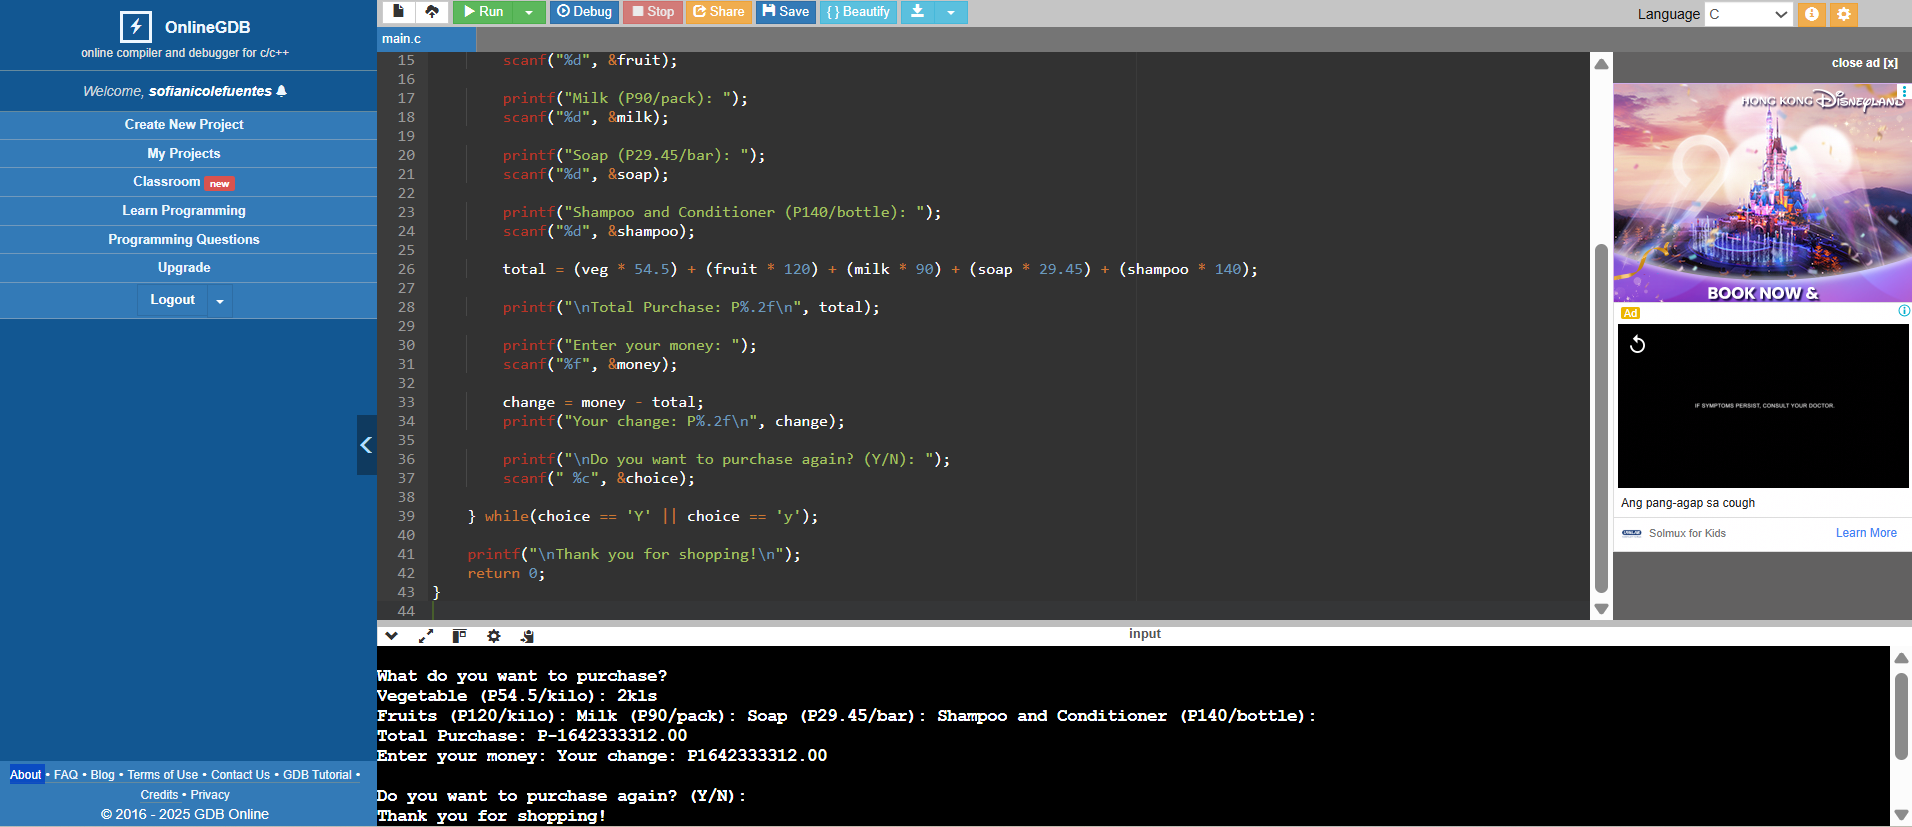 OnlineGDB
online compiler and debugger for c/c++
Welcome, sofianicolefuentes
Create New Project
My Projects
Classroom new
Learn Programming
Programming Questions
Upgrade
Logout
About • FAQ • Blog • Terms of Use • Contact Us • GDB Tutorial •
Credits • Privacy
© 2016 - 2025 GDB Online
Run
Debug
Stop
Share
Save
{ } Beautify
Language C
main.c
15 scanf("%d", &fruit);
16
17 printf("Milk (P90/pack): ");
18 scanf("%d", &milk);
19
20 printf("Soap (P29.45/bar): ");
21 scanf("%d", &soap);
22
23 printf("Shampoo and Conditioner (P140/bottle): ");
24 scanf("%d", &shampoo);
25
26 total = (veg * 54.5) + (fruit * 120) + (milk * 90) + (soap * 29.45) + (shampoo * 140);
27
28 printf("\nTotal Purchase: P%.2f\n", total);
29
30 printf("Enter your money: ");
31 scanf("%f", &money);
32
33 change = money - total;
34 printf("Your change: P%.2f\n", change);
35
36 printf("\nDo you want to purchase again? (Y/N): ");
37 scanf(" %c", &choice);
38
39 } while(choice == 'Y' || choice == 'y');
40
41 printf("\nThank you for shopping!\n");
42 return 0;
43 }
44
input
What do you want to purchase?
Vegetable (P54.5/kilo): 2kls
Fruits (P120/kilo): Milk (P90/pack): Soap (P29.45/bar): Shampoo and Conditioner (P140/bottle):
Total Purchase: P-1642333312.00
Enter your money: Your change: P1642333312.00
Do you want to purchase again? (Y/N):
Thank you for shopping!
close ad [x]
HONG KONG DISNEYLAND
BOOK NOW &
Ad
IF SYMPTOMS PERSIST, CONSULT YOUR DOCTOR.
Ang pang-agap sa cough
Solmux for Kids
Learn More